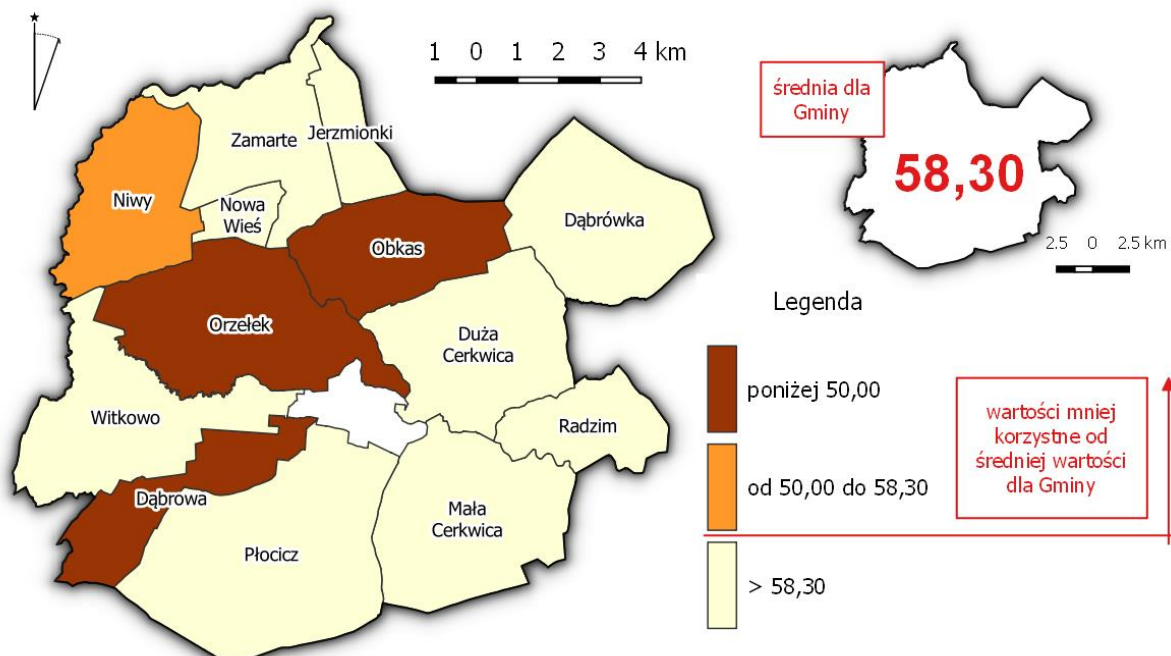 1 0 1 2 3 4 km
średnia dla
Gminy
58,30
2.5 0 2.5 km
Zamarte
Jerzmionki
Niwy
Nowa
Wieś
Obkas
Dąbrówka
Orzełek
Duża
Cerkwica
Witkowo
Radzim
Dąbrowa
Mała
Cerkwica
Płocicz
Legenda
poniżej 50,00
od 50,00 do 58,30
> 58,30
wartości mniej
korzystne od
średniej wartości
dla Gminy